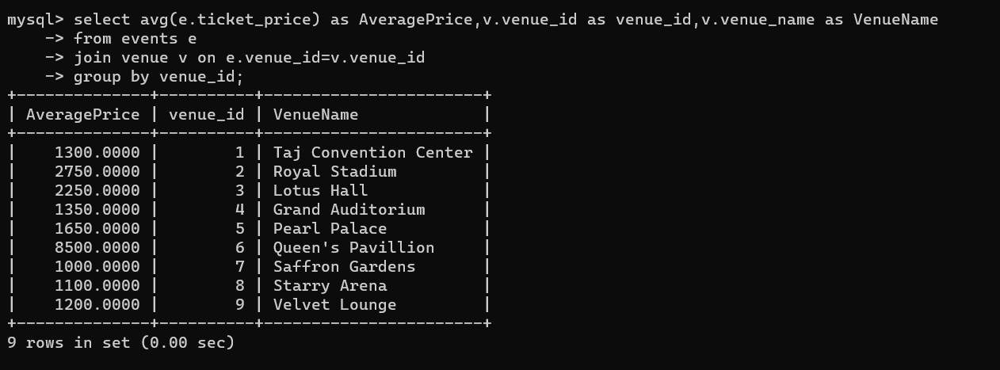 mysql> select avg(e.ticket_price) as AveragePrice,v.venue_id as venue_id,v.venue_name as VenueName
    -> from events e
    -> join venue v on e.venue_id=v.venue_id
    -> group by venue_id;
+--------------+----------+-----------------------+
| AveragePrice | venue_id | VenueName             |
+--------------+----------+-----------------------+
|    1300.0000 |        1 | Taj Convention Center |
|    2750.0000 |        2 | Royal Stadium         |
|    2250.0000 |        3 | Lotus Hall            |
|    1350.0000 |        4 | Grand Auditorium      |
|    1650.0000 |        5 | Pearl Palace          |
|    8500.0000 |        6 | Queen's Pavillion     |
|    1000.0000 |        7 | Saffron Gardens       |
|    1100.0000 |        8 | Starry Arena          |
|    1200.0000 |        9 | Velvet Lounge         |
+--------------+----------+-----------------------+
9 rows in set (0.00 sec)